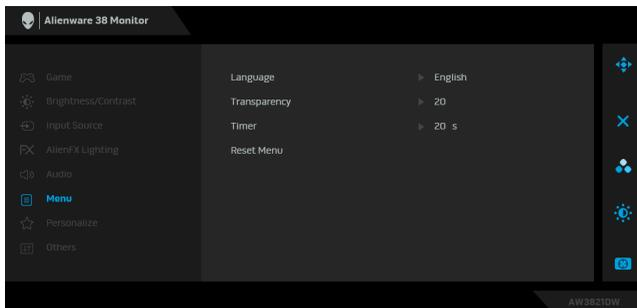 Alienware 38 Monitor
Game
Brightness/Contrast
Input Source
AlienFX Lighting
Audio
Menu
Personalize
Others
Language English
Transparency 20
Timer 20 s
Reset Menu
AW3821DW